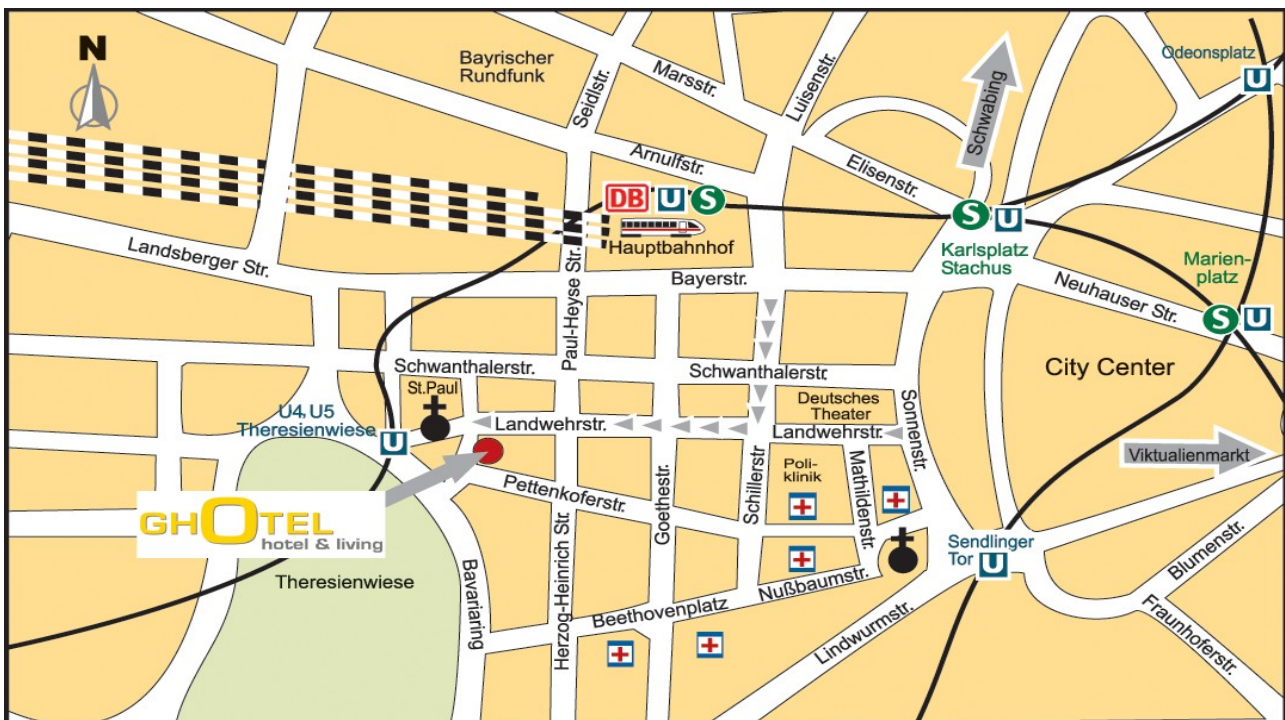 N
Bayrischer
Rundfunk
Seidlstr.
Marsstr.
Luisenstr.
Schwabing
Odeonsplatz
U
Arnulfstr.
Elisenstr.
DB
U
S
Hauptbahnhof
S
U
Karlsplatz
Stachus
Landsberger Str.
Paul-Heyse Str.
Bayerstr.
Neuhauser Str.
Marien-
platz
S
U
Schwanthalerstr.
Schwanthalerstr.
City Center
St.Paul
U4, U5
Theresienwiese
U
Landwehrstr.
Deutsches
Theater
Landwehrstr.
Sonnenstr.
Viktualienmarkt
Poli-
klinik
Mathildenstr.
Schillerstr
Goethestr.
Pettenkoferstr.
GHOTEL
hotel & living
Theresienwiese
Bavariaring
Herzog-Heinrich Str.
Beethovenplatz
Nußbaumstr.
Sendlinger
Tor
U
Lindwurmstr.
Blumenstr.
Fraunhoferstr.